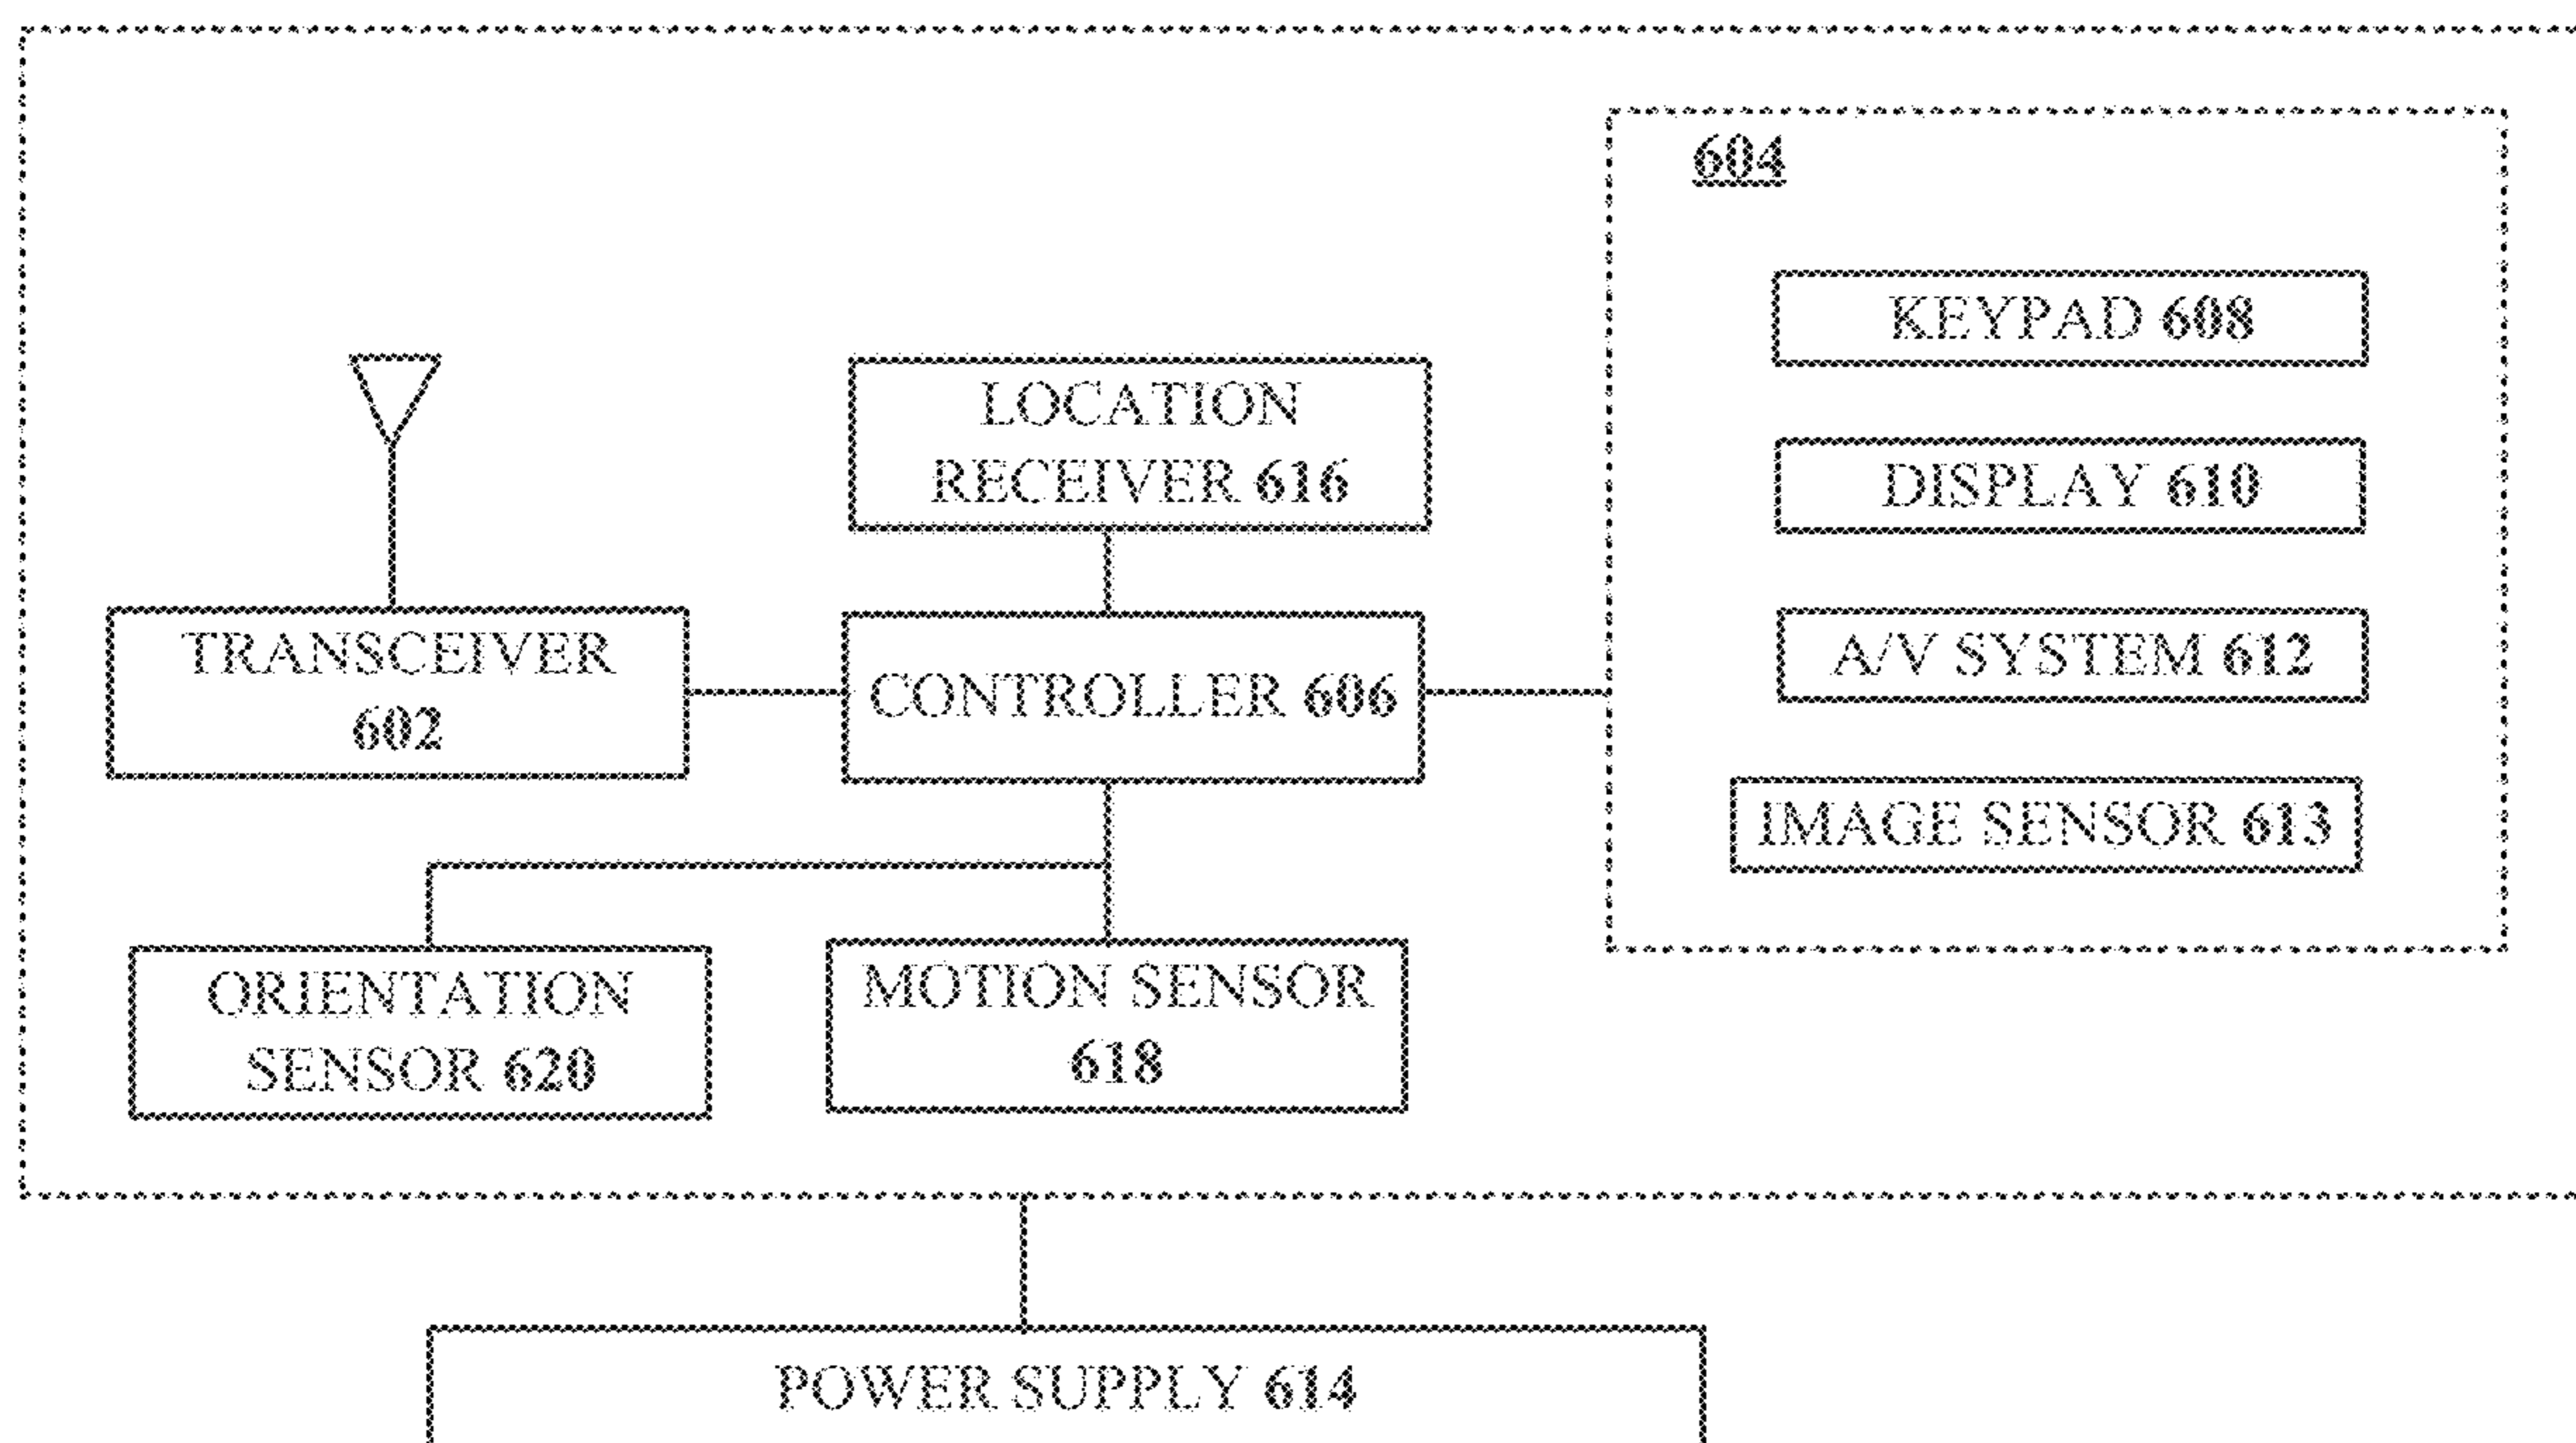 604
KEYPAD 608
LOCATION
RECEIVER 616
DISPLAY 610
TRANSCEIVER
602
CONTROLLER 606
A/V SYSTEM 612
IMAGE SENSOR 613
ORIENTATION
SENSOR 620
MOTION SENSOR
618
POWER SUPPLY 614